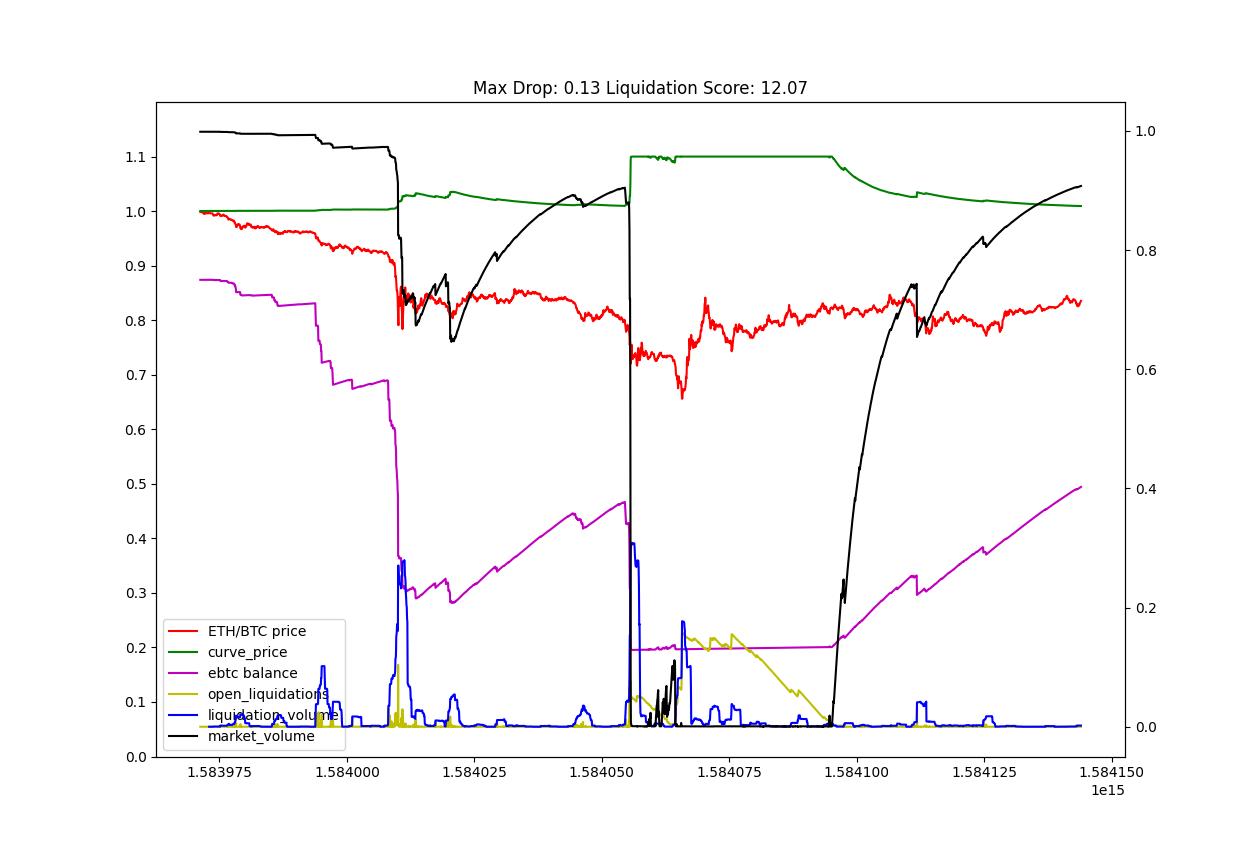 Max Drop: 0.13 Liquidation Score: 12.07
1.1
1.0
0.9
0.8
0.7
0.6
0.5
0.4
0.3
0.2
0.1
0.0
1.0
0.8
0.6
0.4
0.2
0.0
ETH/BTC price
curve_price
ebtc balance
open_liquidations
liquidation_volume
market_volume
1.583975 1.584000 1.584025 1.584050 1.584075 1.584100 1.584125 1.584150
1e15